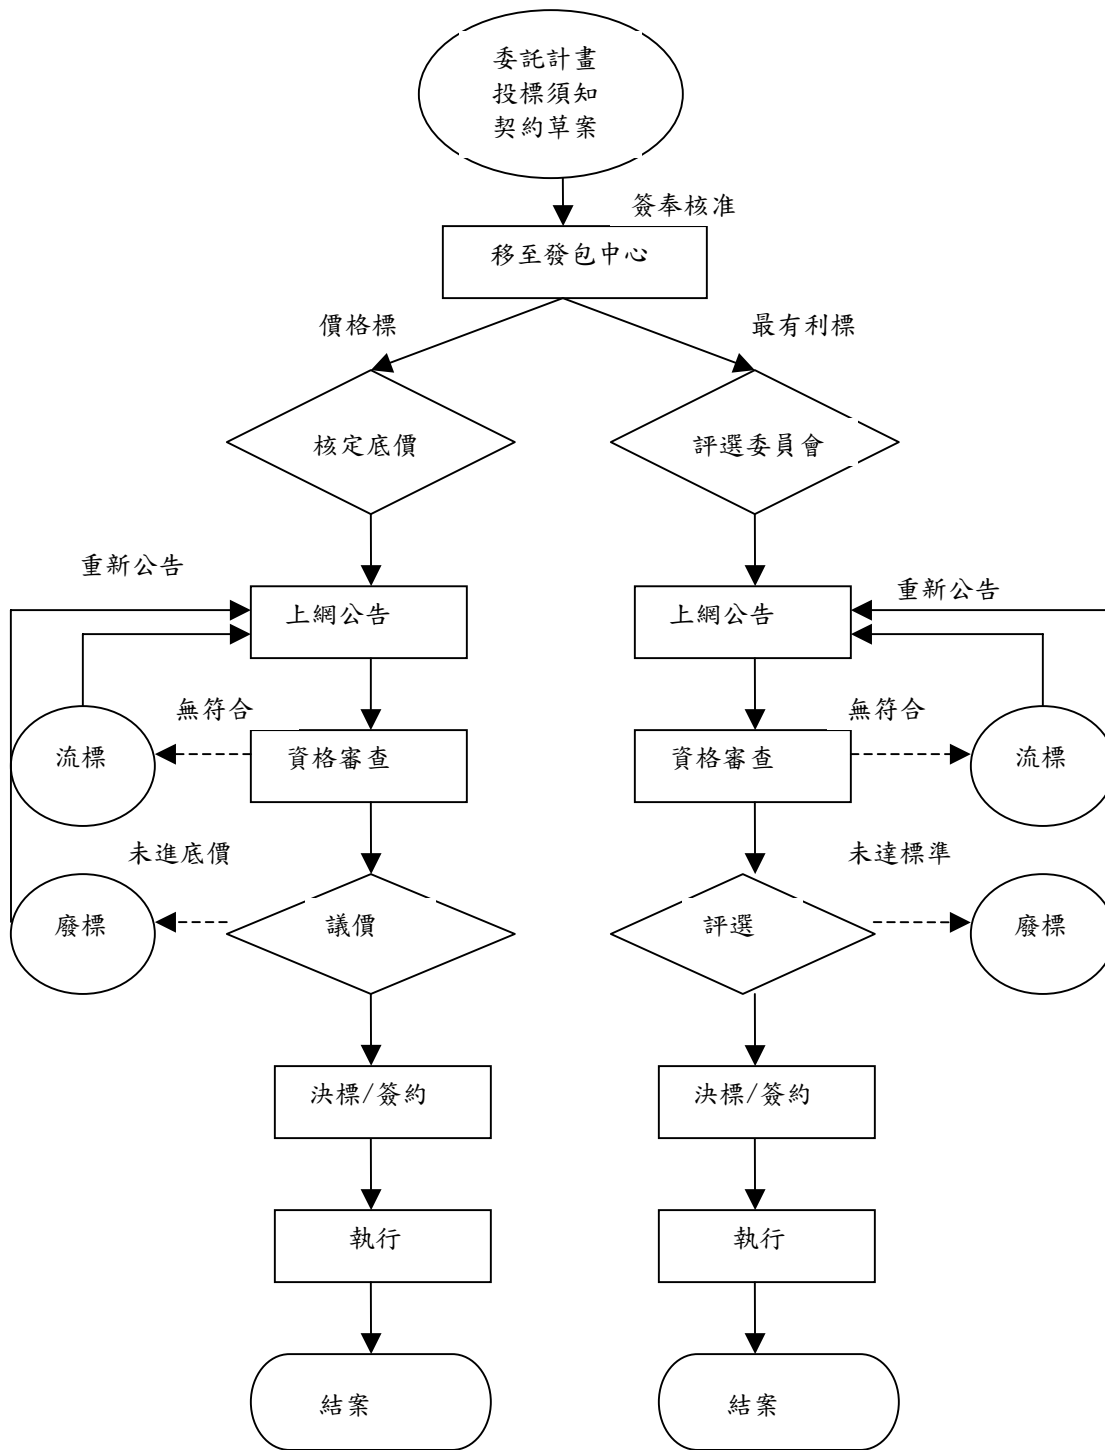 委託計畫
投標須知
契約草案
簽奉核准
移至發包中心
價格標
最有利標
核定底價
評選委員會
重新公告
上網公告
上網公告
重新公告
無符合
無符合
流標
資格審查
資格審查
流標
未進底價
未達標準
廢標
議價
評選
廢標
決標/簽約
決標/簽約
執行
執行
結案
結案